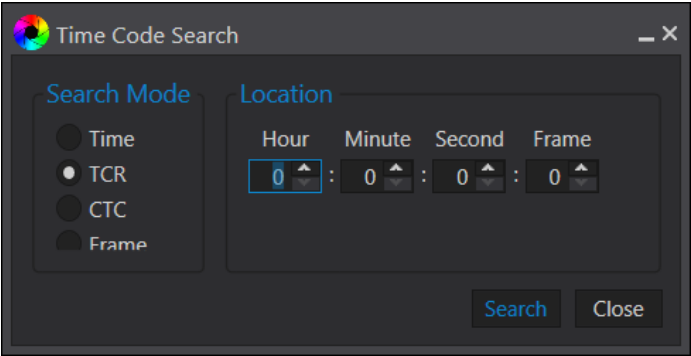 Time Code Search
Search Mode
Time
TCR
CTC
Frame
Location
Hour Minute Second Frame
0 : 0 : 0 : 0
Search Close